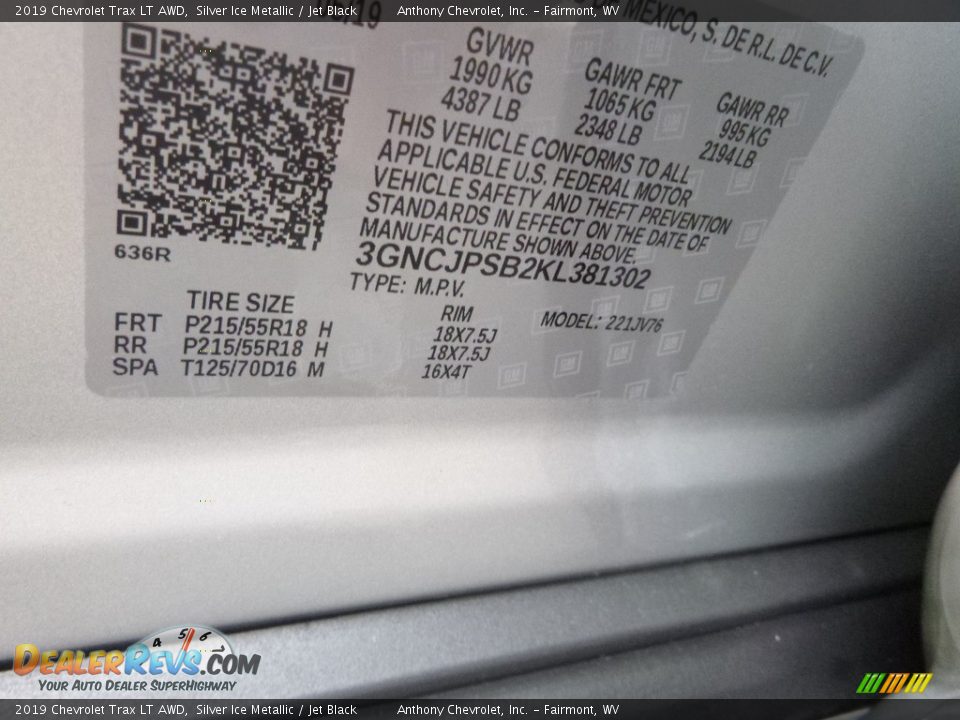 2019 Chevrolet Trax LT AWD, Silver Ice Metallic / Jet Black Anthony Chevrolet, Inc. - Fairmont, WV
MEXICO, S. DE R.L. DE C.V.
GVWR GAWR FRT GAWR RR
1990 KG 1065 KG 995 KG
4387 LB 2348 LB 2194 LB
THIS VEHICLE CONFORMS TO ALL
APPLICABLE U.S. FEDERAL MOTOR
VEHICLE SAFETY AND THEFT PREVENTION
STANDARDS IN EFFECT ON THE DATE OF
MANUFACTURE SHOWN ABOVE.
636R
3GNCJPSB2KL381302
TYPE: M.P.V.
MODEL: 221JV76
TIRE SIZE RIM
FRT P215/55R18 H 18X7.5J
RR P215/55R18 H 18X7.5J
SPA T125/70D16 M 16X4T
4 5 6
DEALERREVS.COM
YOUR AUTO DEALER SUPERHIGHWAY
2019 Chevrolet Trax LT AWD, Silver Ice Metallic / Jet Black Anthony Chevrolet, Inc. - Fairmont, WV